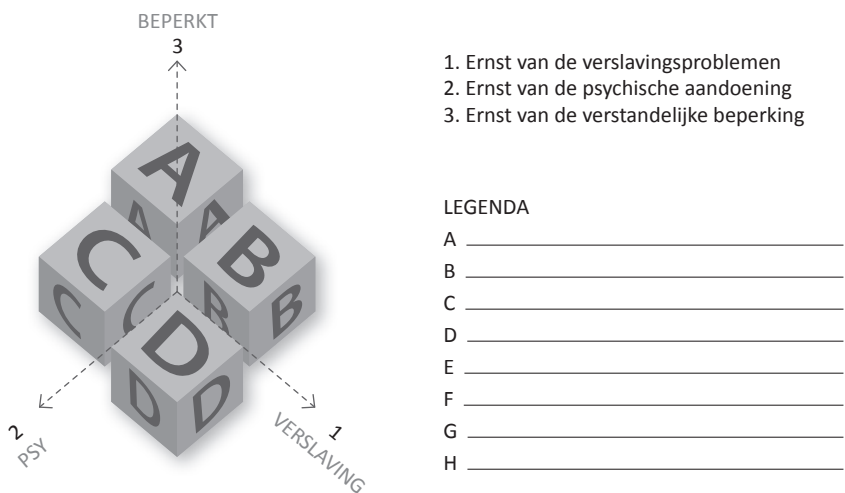 BEPERKT
3
1. Ernst van de verslavingsproblemen
2. Ernst van de psychische aandoening
3. Ernst van de verstandelijke beperking
A
A A
C
C C
B
B B
D
D D
2
PSY
1
VERSLAVING
LEGENDA
A
B
C
D
E
F
G
H